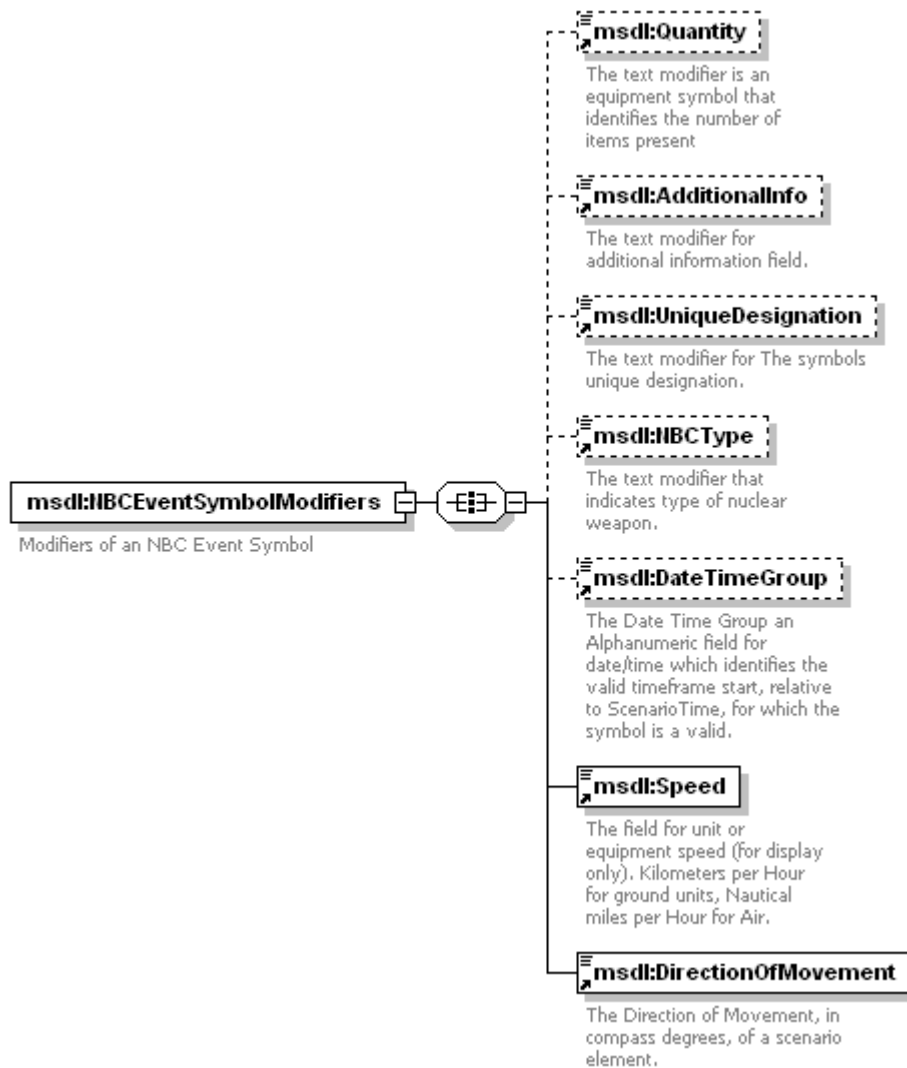 msdl:Quantity
The text modifier is an
equipment symbol that
identifies the number of
items present
msdl:AdditionalInfo
The text modifier for
additional information field.
msdl:UniqueDesignation
The text modifier for The symbols
unique designation.
msdl:NBCType
The text modifier that
indicates type of nuclear
weapon.
msdl:NBCEventSymbolModifiers
Modifiers of an NBC Event Symbol
msdl:DateTimeGroup
The Date Time Group an
Alphanumeric field for
date/time which identifies the
valid timeframe start, relative
to ScenarioTime, for which the
symbol is a valid.
msdl:Speed
The field for unit or
equipment speed (for display
only). Kilometers per Hour
for ground units, Nautical
miles per Hour for Air.
msdl:DirectionOfMovement
The Direction of Movement, in
compass degrees, of a scenario
element.